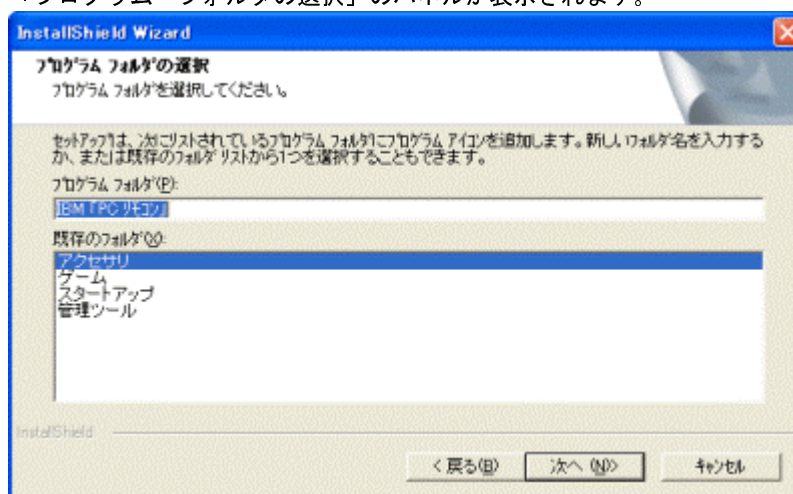 「プログラム・フォルダの選択」のパネルが表示されます。
InstallShield Wizard
プログラム フォルダの選択
プログラム フォルダを選択してください。
セットアップは、次にリストされているプログラム フォルダにプログラム アイコンを追加します。新しいフォルダ名を入力する
か、または既存のフォルダ リストから1つを選択することもできます。
プログラム フォルダ(P):
IBM 「PC リモコン」
既存のフォルダ(X):
アクセサリ
ゲーム
スタートアップ
管理ツール
InstallShield
< 戻る(B)
次へ (N)>
キャンセル